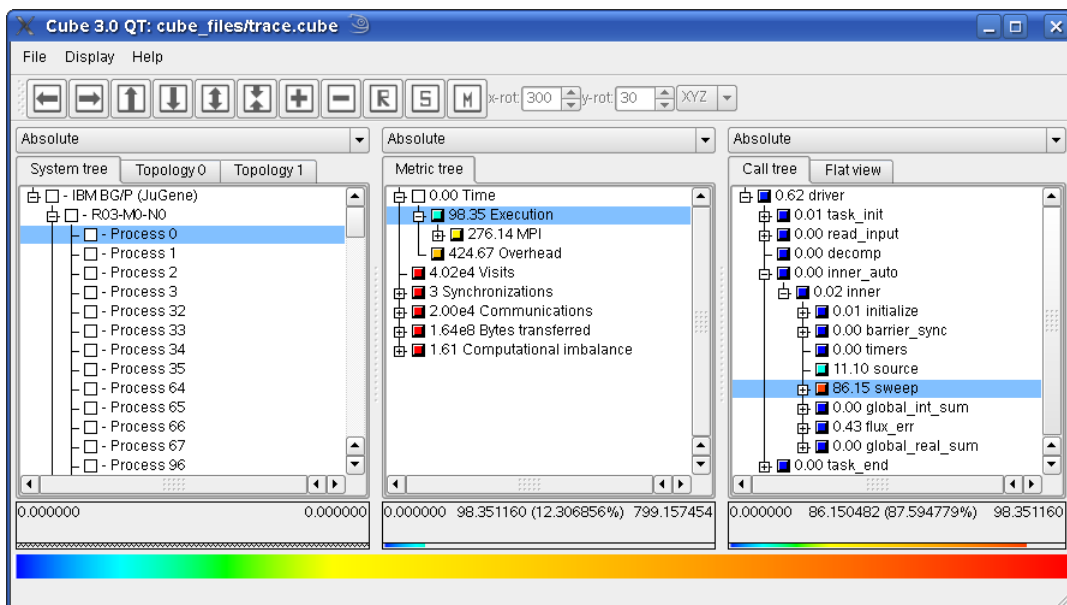 Cube 3.0 QT: cube_files/trace.cube
File Display Help
R S M x-rot: 300 y-rot: 30 XYZ
Absolute Absolute Absolute
System tree Topology 0 Topology 1 Metric tree Call tree Flat view
- IBM BG/P (JuGene)
- R03-M0-N0
- Process 0
- Process 1
- Process 2
- Process 3
- Process 32
- Process 33
- Process 34
- Process 35
- Process 64
- Process 65
- Process 66
- Process 67
- Process 96
0.00 Time
98.35 Execution
276.14 MPI
424.67 Overhead
4.02e4 Visits
3 Synchronizations
2.00e4 Communications
1.64e8 Bytes transferred
1.61 Computational imbalance
0.62 driver
0.01 task_init
0.00 read_input
0.00 decomp
0.00 inner_auto
0.02 inner
0.01 initialize
0.00 barrier_sync
0.00 timers
11.10 source
86.15 sweep
0.00 global_int_sum
0.43 flux_err
0.00 global_real_sum
0.00 task_end
0.000000 0.000000
0.000000 98.351160 (12.306856%) 799.157454
0.000000 86.150482 (87.594779%) 98.351160